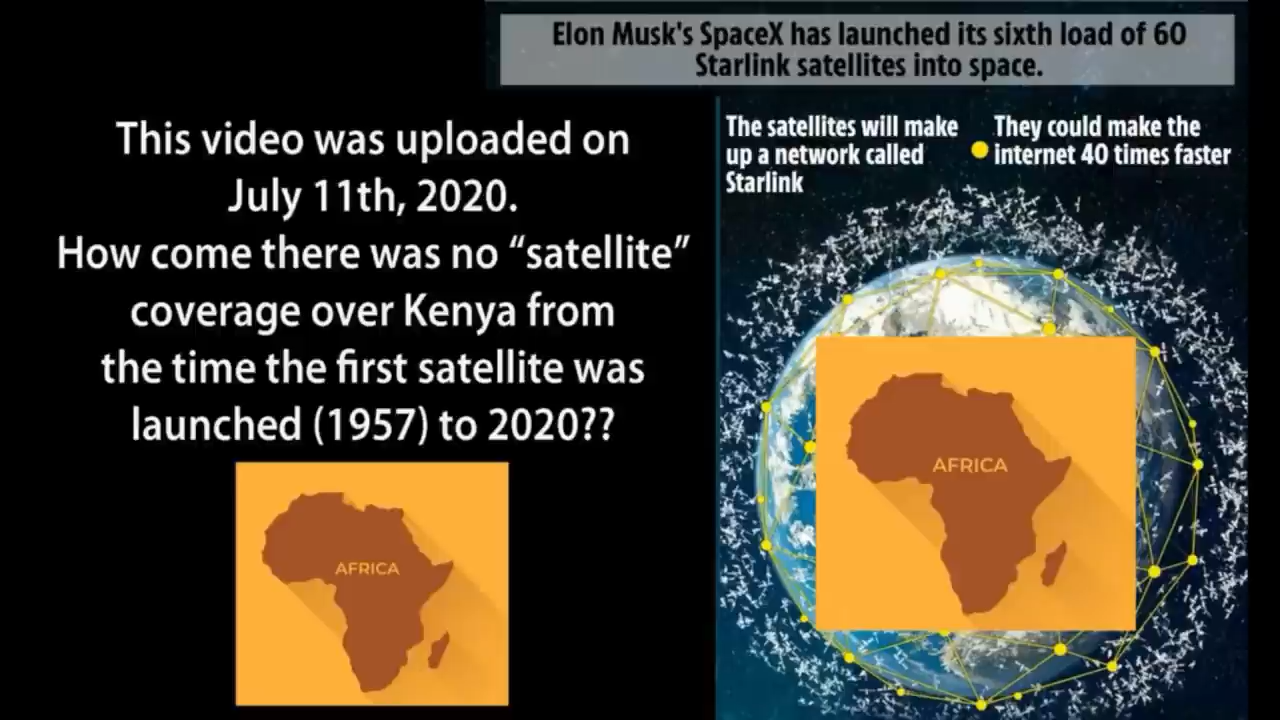 Elon Musk's SpaceX has launched its sixth load of 60
Starlink satellites into space.
This video was uploaded on
July 11th, 2020.
How come there was no “satellite”
coverage over Kenya from
the time the first satellite was
launched (1957) to 2020??
AFRICA
The satellites will make
up a network called
Starlink
They could make the
internet 40 times faster
AFRICA